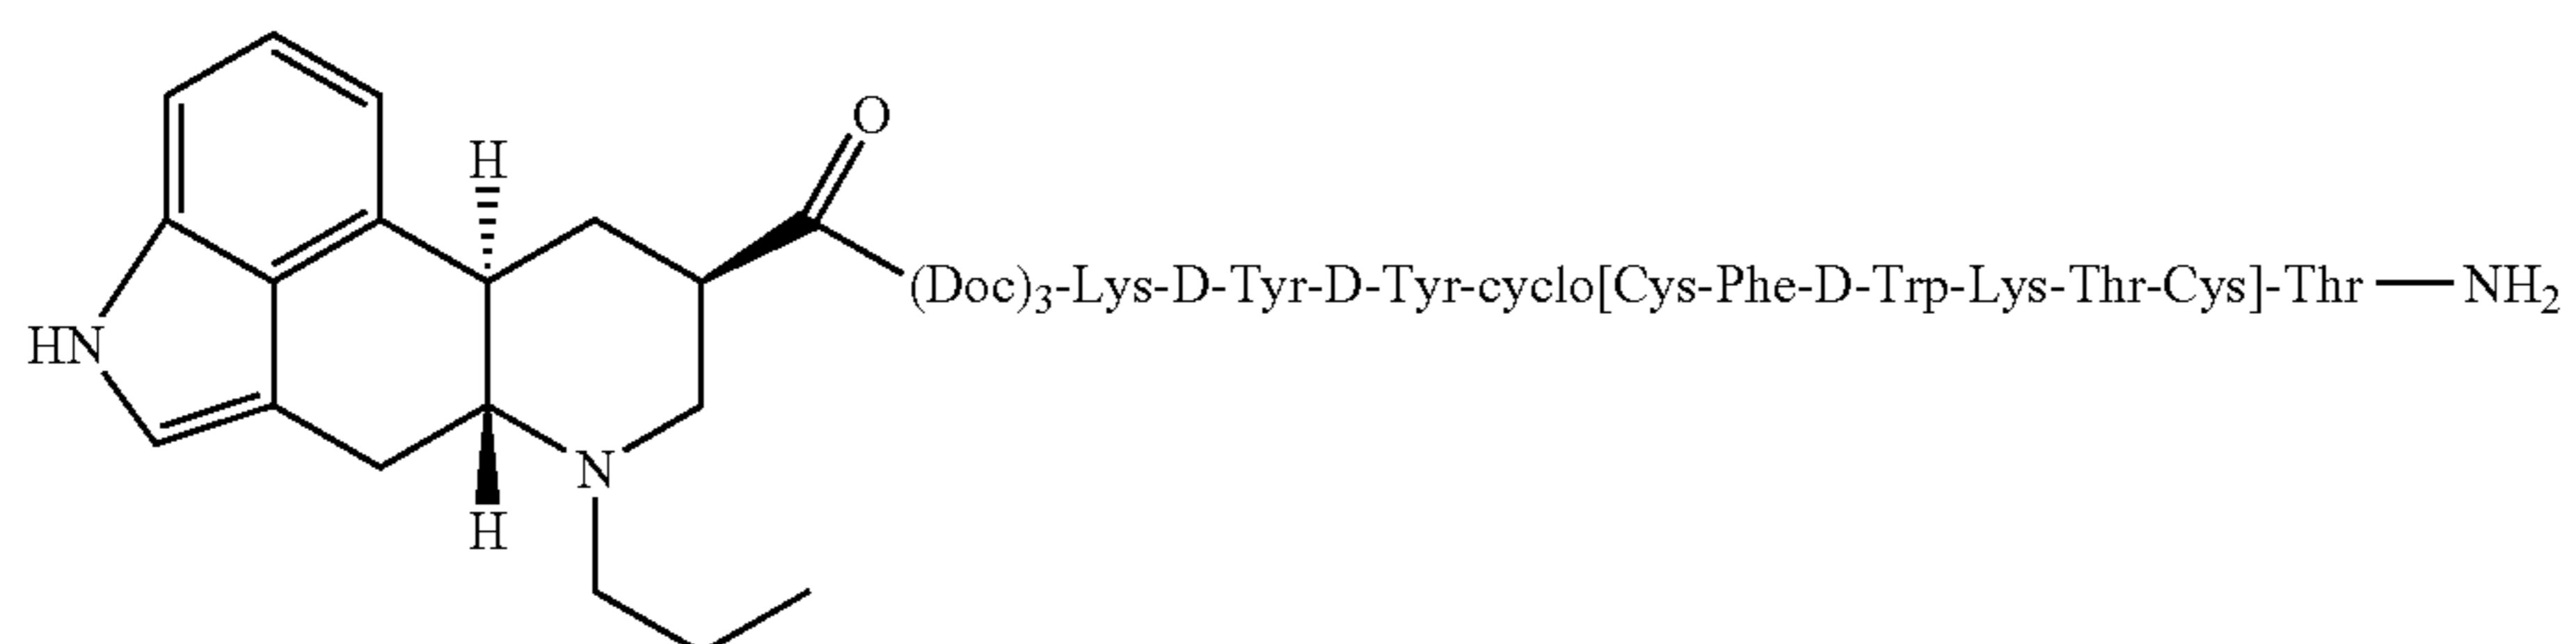 O
H
(Doc)3-Lys-D-Tyr-D-Tyr-cyclo[Cys-Phe-D-Trp-Lys-Thr-Cys]-Thr — NH2
HN
N
H